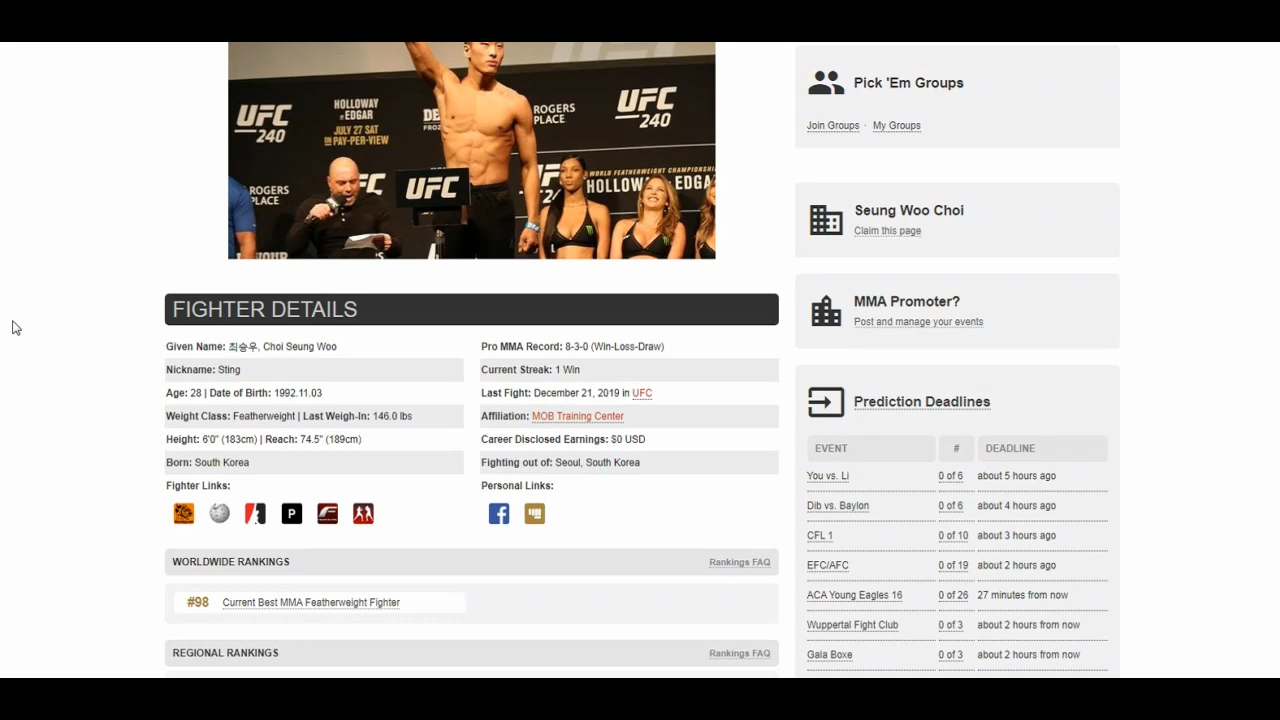 UFC
240
HOLLOWAY
vs
EDGAR
JULY 27 SAT
ON PAY-PER-VIEW
ROGERS
PLACE
UFC
240
ROGERS
PLACE
UFC
WORLD FEATHERWEIGHT CHAMPIONSHIP
HOLLOWAY EDGA
Pick 'Em Groups
Join Groups · My Groups
Seung Woo Choi
Claim this page
MMA Promoter?
Post and manage your events
FIGHTER DETAILS
Given Name: 최승우, Choi Seung Woo
Pro MMA Record: 8-3-0 (Win-Loss-Draw)
Nickname: Sting
Current Streak: 1 Win
Age: 28 | Date of Birth: 1992.11.03
Last Fight: December 21, 2019 in UFC
Weight Class: Featherweight | Last Weigh-In: 146.0 lbs
Affiliation: MOB Training Center
Height: 6'0" (183cm) | Reach: 74.5" (189cm)
Career Disclosed Earnings: $0 USD
Born: South Korea
Fighting out of: Seoul, South Korea
Fighter Links:
Personal Links:
P
WORLDWIDE RANKINGS
Rankings FAQ
#98 Current Best MMA Featherweight Fighter
REGIONAL RANKINGS
Rankings FAQ
Prediction Deadlines
EVENT # DEADLINE
You vs. Li 0 of 6 about 5 hours ago
Dib vs. Baylon 0 of 6 about 4 hours ago
CFL 1 0 of 10 about 3 hours ago
EFC/AFC 0 of 19 about 2 hours ago
ACA Young Eagles 16 0 of 26 27 minutes from now
Wuppertal Fight Club 0 of 3 about 2 hours from now
Gala Boxe 0 of 3 about 2 hours from now